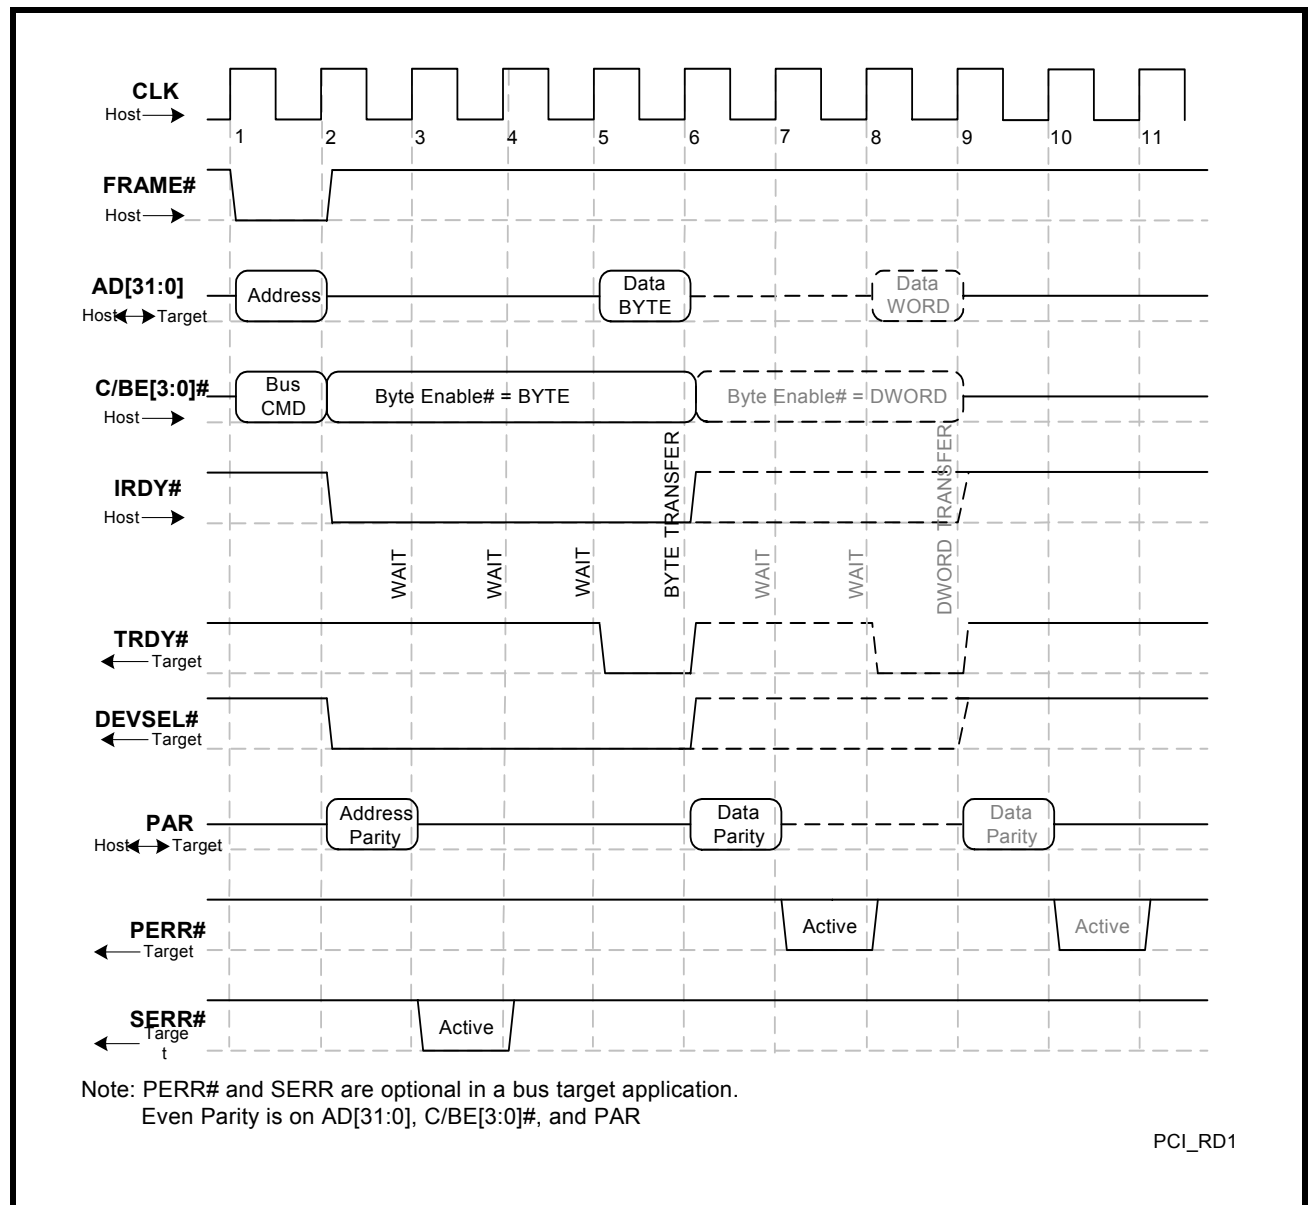 CLK
Host
1 2 3 4 5 6 7 8 9 10 11
FRAME#
Host
AD[31:0]
Host Target
Address
Data
BYTE
Data
WORD
C/BE[3:0]#
Host
Bus
CMD
Byte Enable# = BYTE
Byte Enable# = DWORD
IRDY#
Host
WAIT
WAIT
WAIT
BYTE TRANSFER
WAIT
WAIT
DWORD TRANSFER
TRDY#
Target
DEVSEL#
Target
PAR
Host Target
Address
Parity
Data
Parity
Data
Parity
PERR#
Target
Active
Active
SERR#
Targe
t
Active
Note: PERR# and SERR are optional in a bus target application.
Even Parity is on AD[31:0], C/BE[3:0]#, and PAR
PCI_RD1